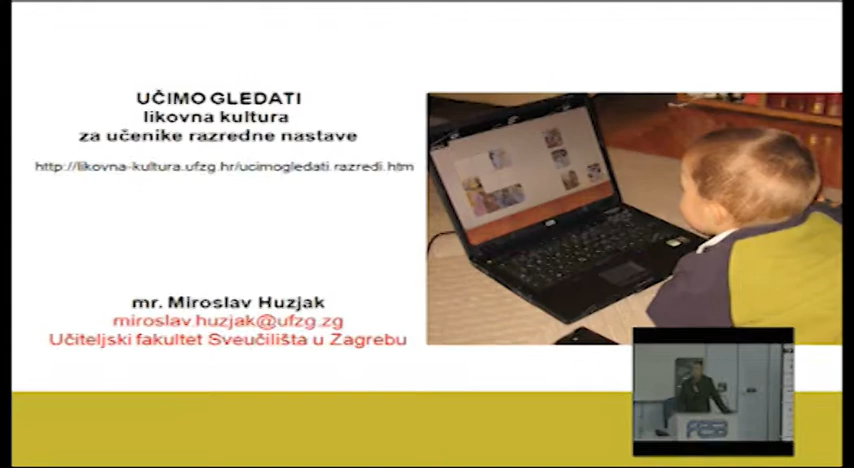 UČIMO GLEDATI
likovna kultura
za učenike razredne nastave
http://likovna-kultura.ufzg.hr/ucimogledati.razredi.htm
mr. Miroslav Huzjak
miroslav.huzjak@ufzg.zg
Učiteljski fakultet Sveučilišta u Zagrebu